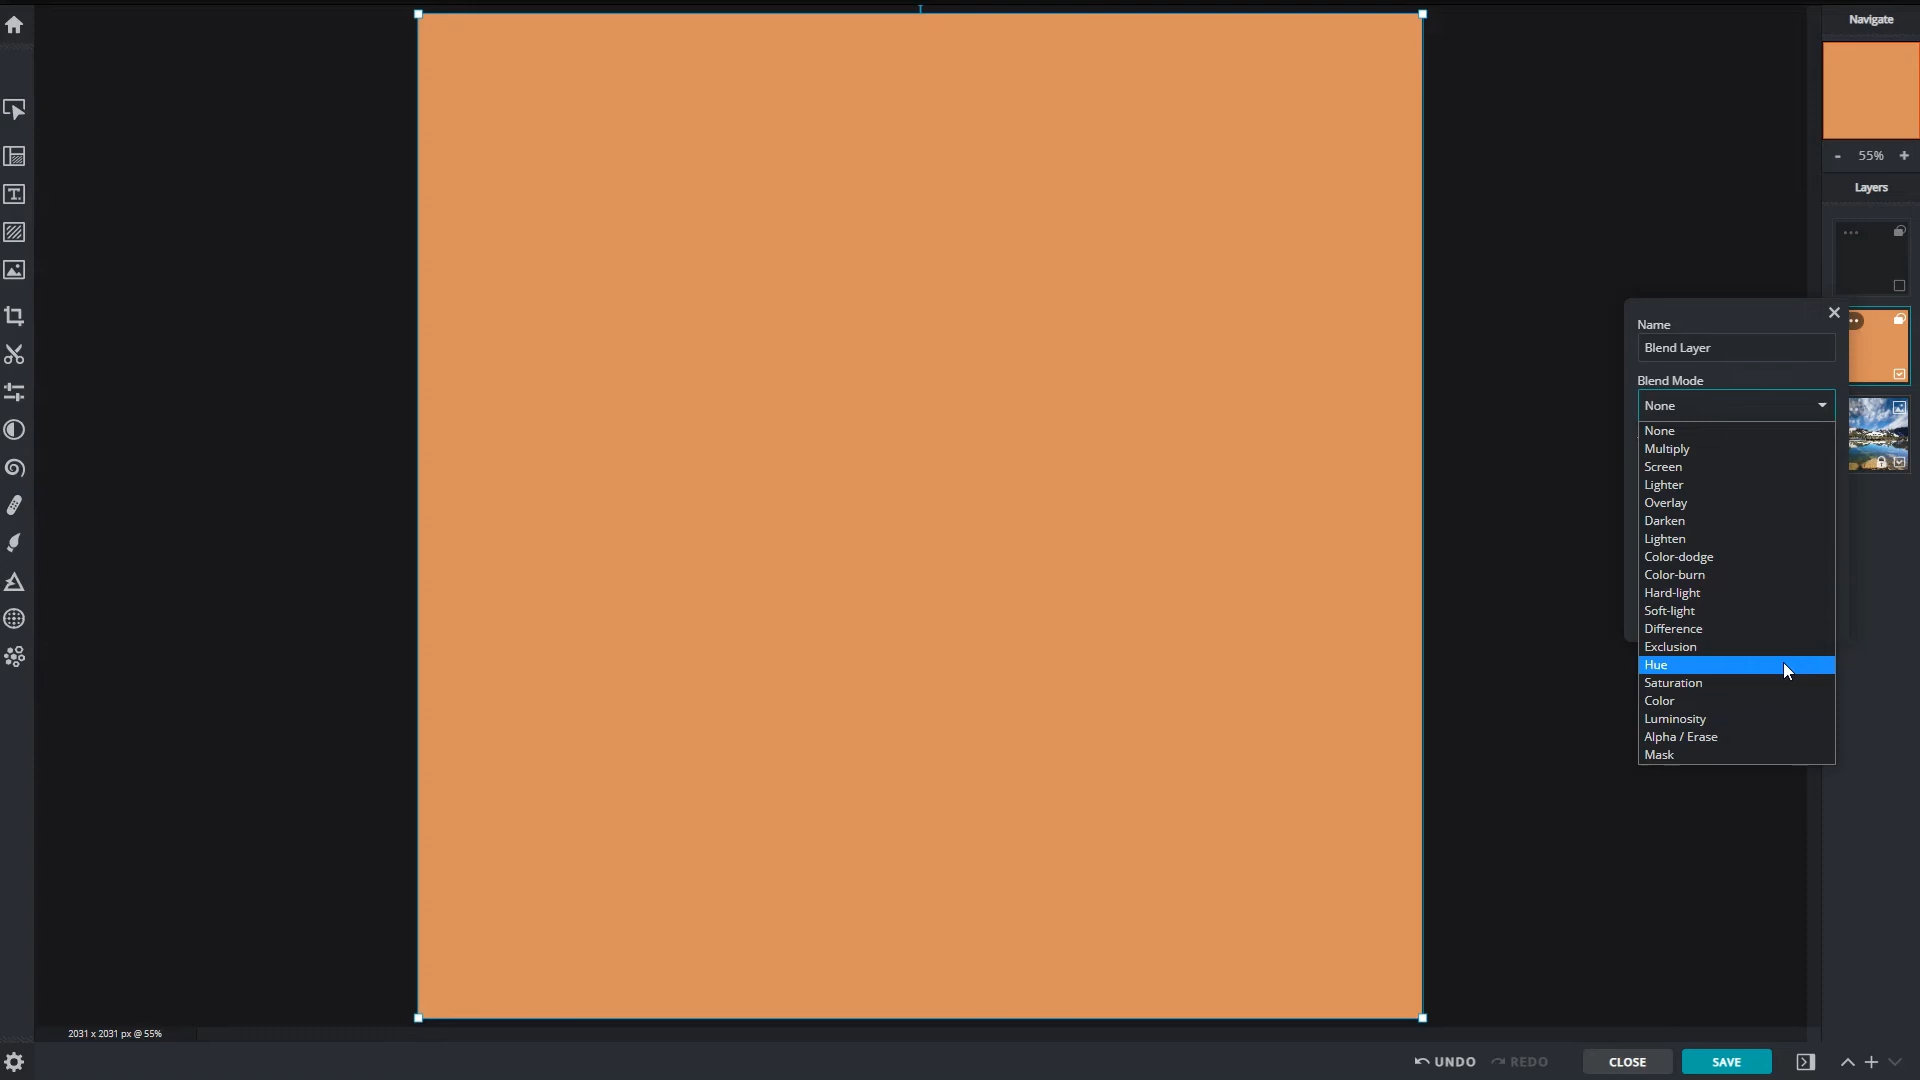 Navigate
- 55% +
Layers
Name
Blend Layer
Blend Mode
None
None
Multiply
Screen
Lighter
Overlay
Darken
Lighten
Color-dodge
Color-burn
Hard-light
Soft-light
Difference
Exclusion
Hue
Saturation
Color
Luminosity
Alpha / Erase
Mask
2031 x 2031 px @ 55%
UNDO REDO CLOSE SAVE